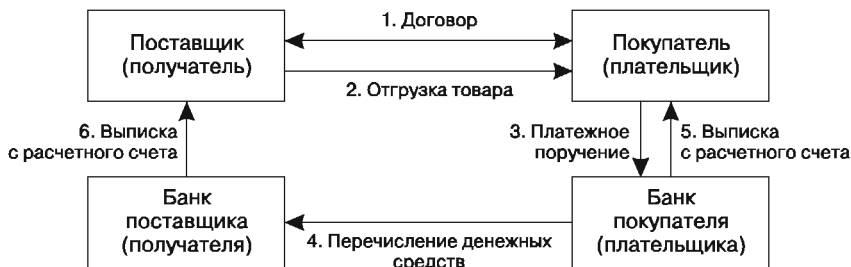 1. Договор
Поставщик
(получатель)
Покупатель
(плательщик)
2. Отгрузка товара
6. Выписка
с расчетного счета
3. Платежное
поручение
5. Выписка
с расчетного счета
Банк
поставщика
(получателя)
Банк
покупателя
(плательщика)
4. Перечисление денежных
средств